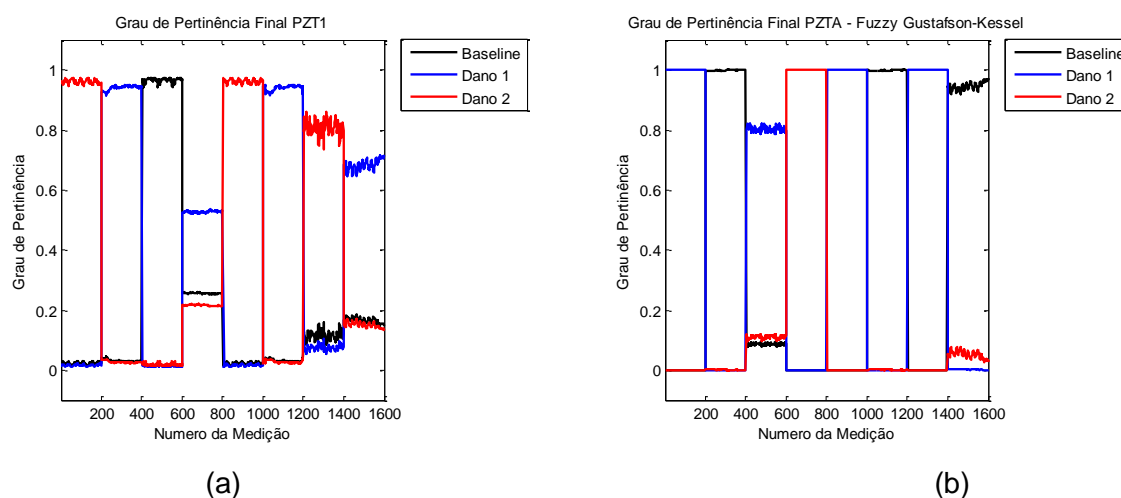 Grau de Pertinência Final PZT1
Baseline
Dano 1
Dano 2
Grau de Pertinência
1
0.8
0.6
0.4
0.2
0
200 400 600 800 1000 1200 1400 1600
Numero da Medição
(a)
Grau de Pertinência Final PZTA - Fuzzy Gustafson-Kessel
Baseline
Dano 1
Dano 2
Grau de Pertinência
1
0.8
0.6
0.4
0.2
0
200 400 600 800 1000 1200 1400 1600
Numero da Medição
(b)